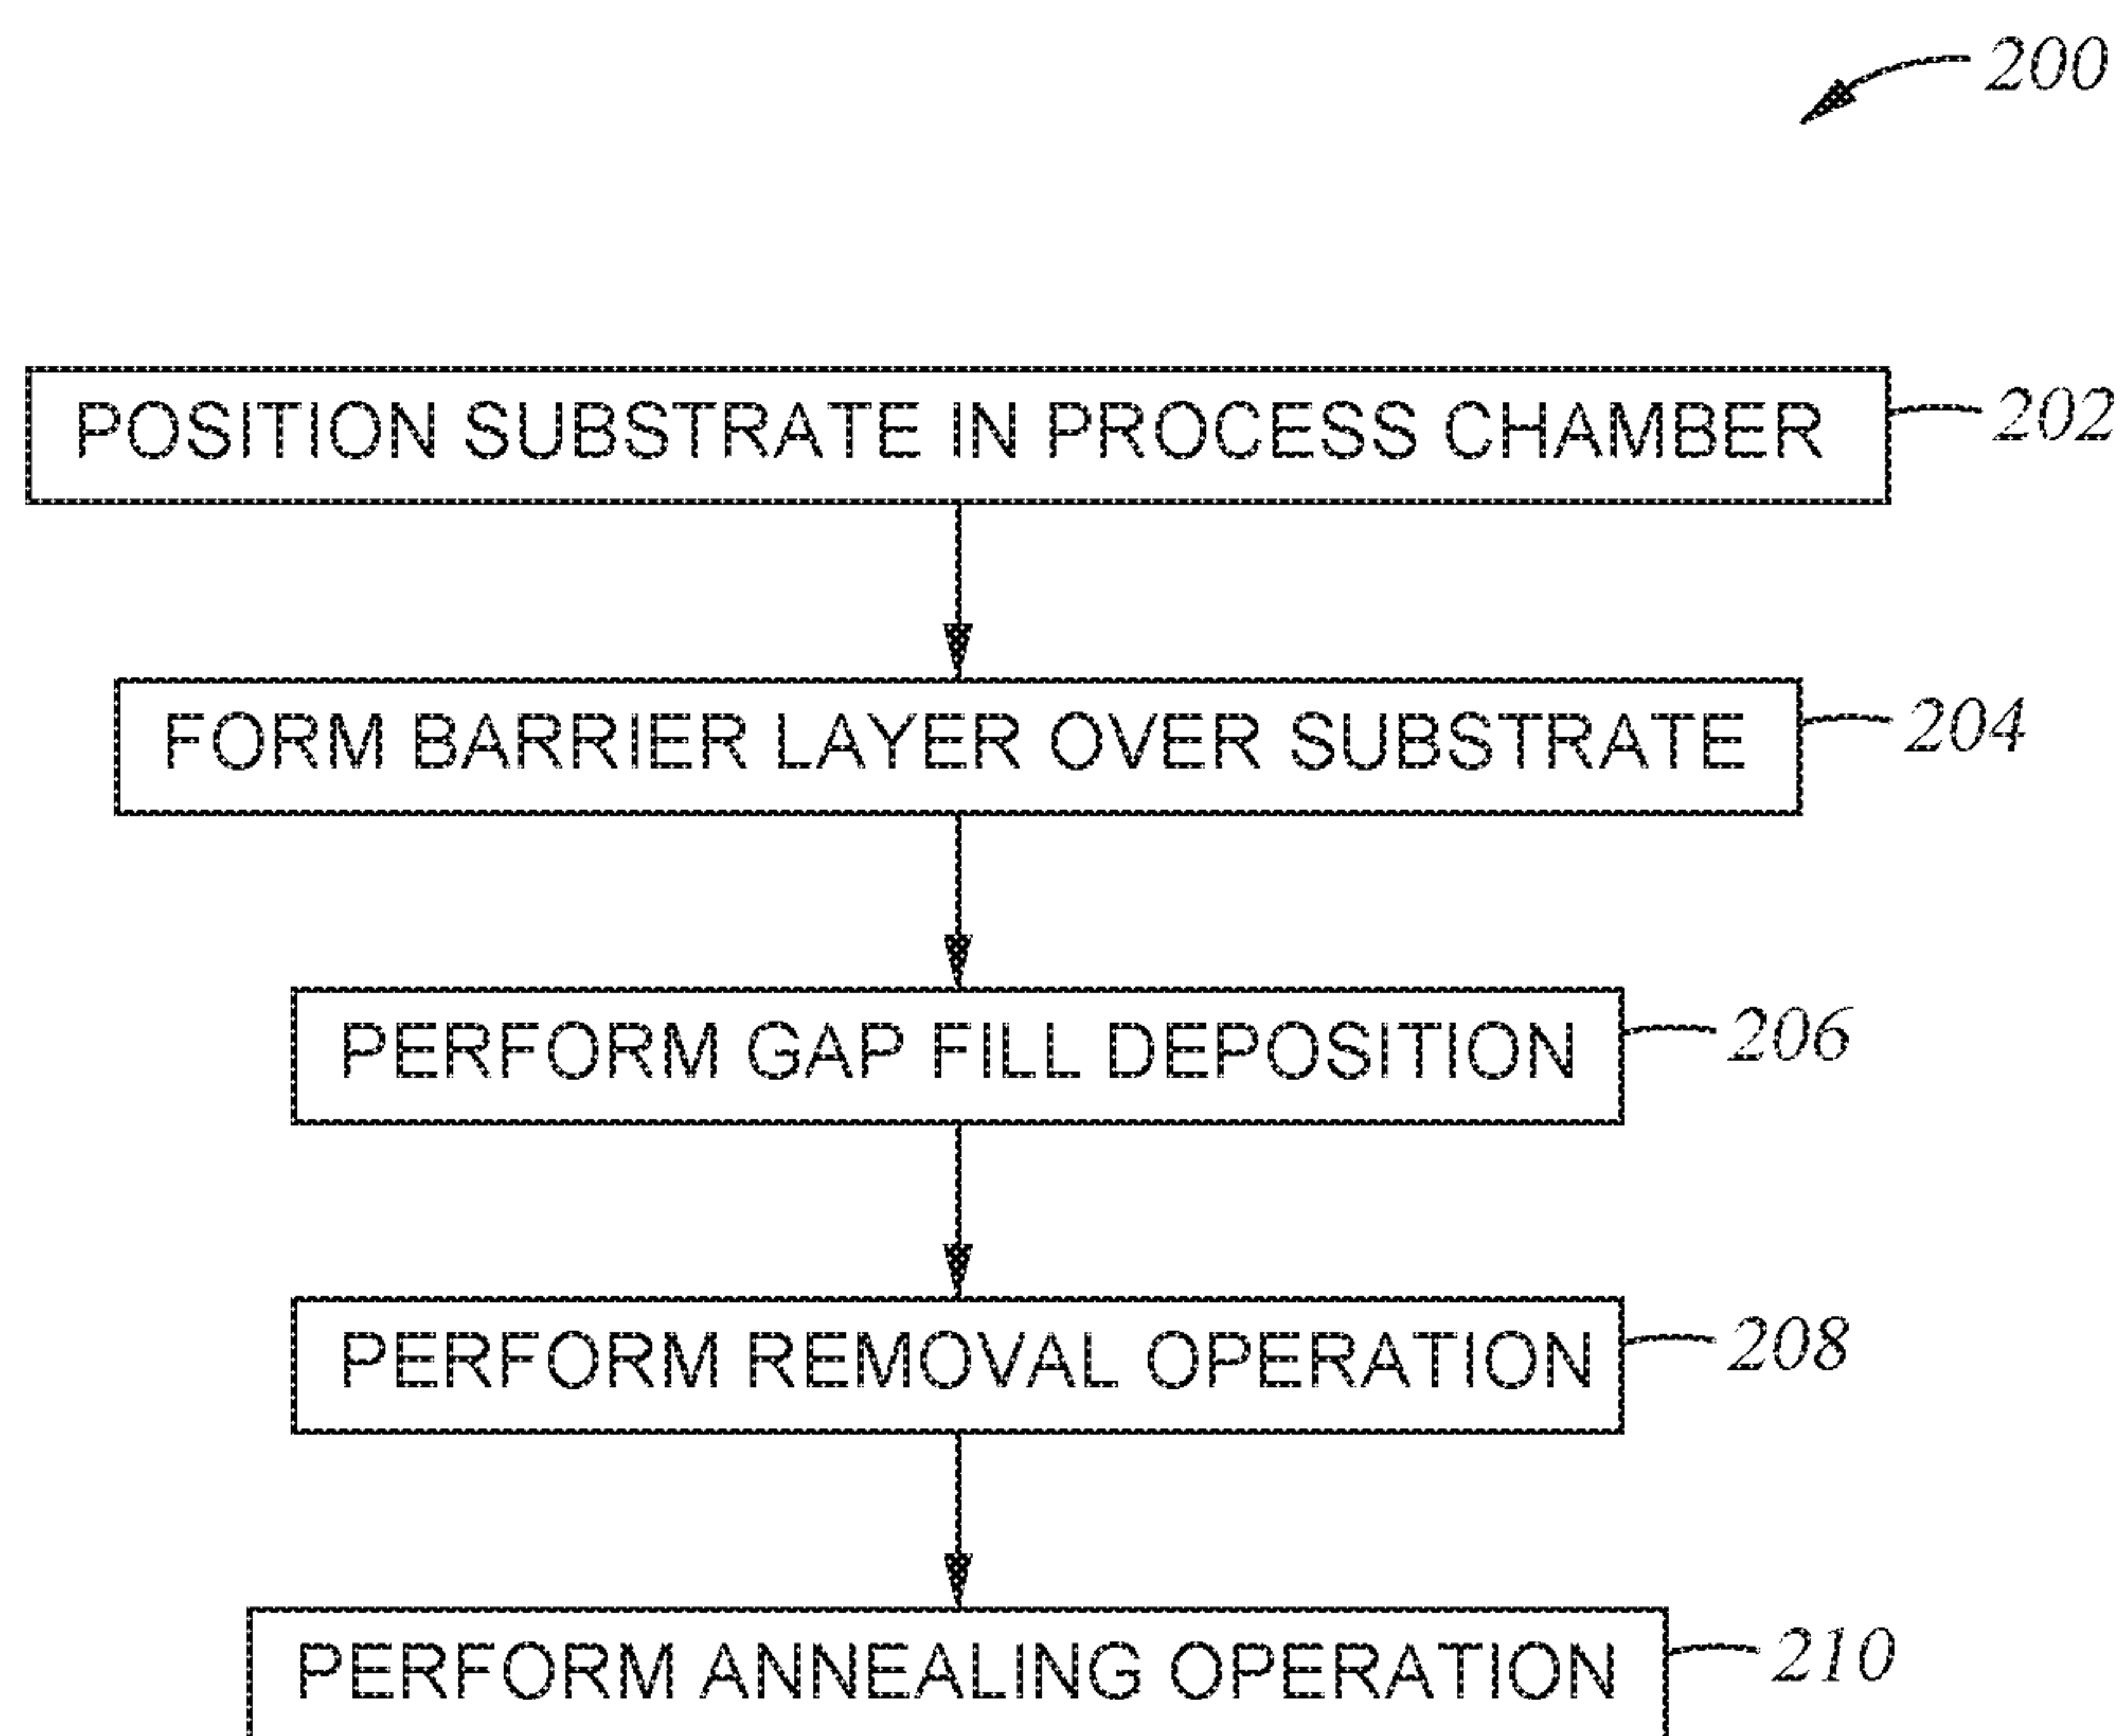 200
POSITION SUBSTRATE IN PROCESS CHAMBER 202
FORM BARRIER LAYER OVER SUBSTRATE 204
PERFORM GAP FILL DEPOSITION 206
PERFORM REMOVAL OPERATION 208
PERFORM ANNEALING OPERATION 210